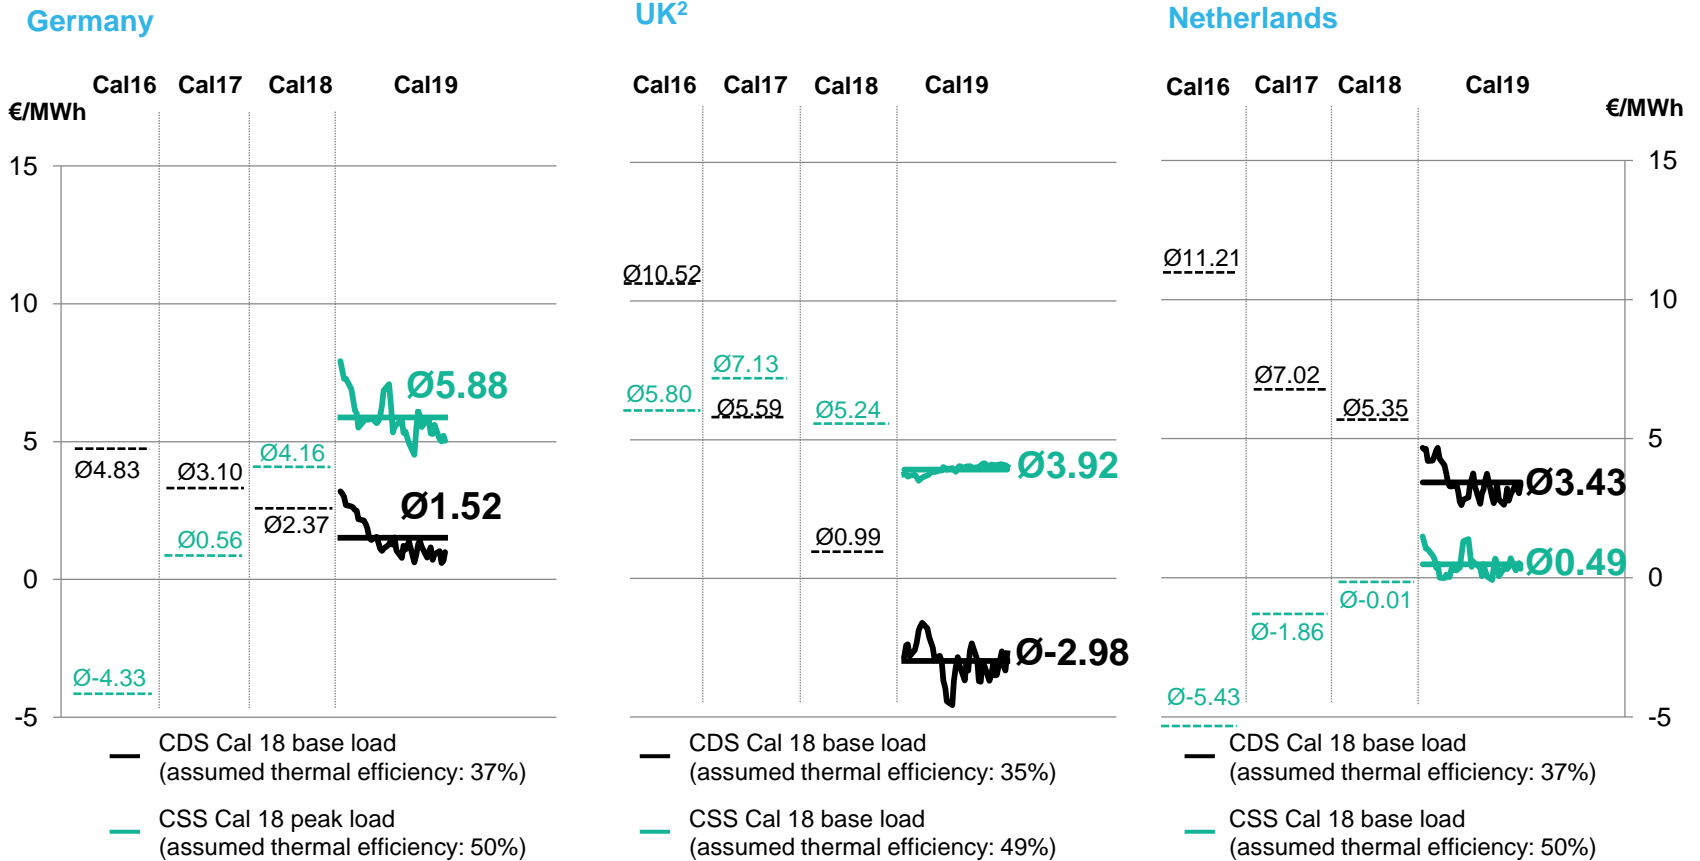 Germany
UK²
Netherlands
Cal16 Cal17 Cal18 Cal19
€/MWh
15
10
5
0
-5
Ø4.83
Ø-4.33
Ø3.10
Ø0.56
Ø4.16
Ø2.37
Ø5.88
Ø1.52
CDS Cal 18 base load
(assumed thermal efficiency: 37%)
CSS Cal 18 peak load
(assumed thermal efficiency: 50%)
Cal16 Cal17 Cal18 Cal19
Ø10.52
Ø5.80
Ø7.13
Ø5.59
Ø5.24
Ø0.99
Ø3.92
Ø-2.98
CDS Cal 18 base load
(assumed thermal efficiency: 35%)
CSS Cal 18 base load
(assumed thermal efficiency: 49%)
Cal16 Cal17 Cal18 Cal19
€/MWh
15
10
5
0
-5
Ø11.21
Ø-5.43
Ø7.02
Ø-1.86
Ø5.35
Ø-0.01
Ø3.43
Ø0.49
CDS Cal 18 base load
(assumed thermal efficiency: 37%)
CSS Cal 18 base load
(assumed thermal efficiency: 50%)